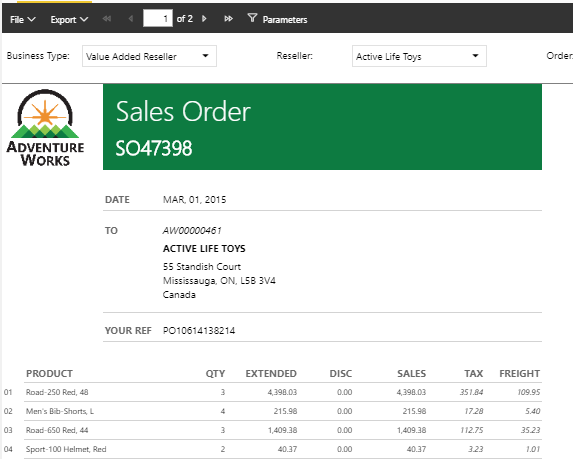 File Export 1 of 2 Parameters
Business Type: Value Added Reseller Reseller: Active Life Toys Order
ADVENTURE
WORKS
Sales Order
SO47398
DATE MAR, 01, 2015
TO AW00000461
ACTIVE LIFE TOYS
55 Standish Court
Mississauga, ON, L5B 3V4
Canada
YOUR REF PO10614138214
PRODUCT QTY EXTENDED DISC SALES TAX FREIGHT
01 Road-250 Red, 48 3 4,398.03 0.00 4,398.03 351.84 109.95
02 Men's Bib-Shorts, L 4 215.98 0.00 215.98 17.28 5.40
03 Road-650 Red, 44 3 1,409.38 0.00 1,409.38 112.75 35.23
04 Sport-100 Helmet, Red 2 40.37 0.00 40.37 3.23 1.01